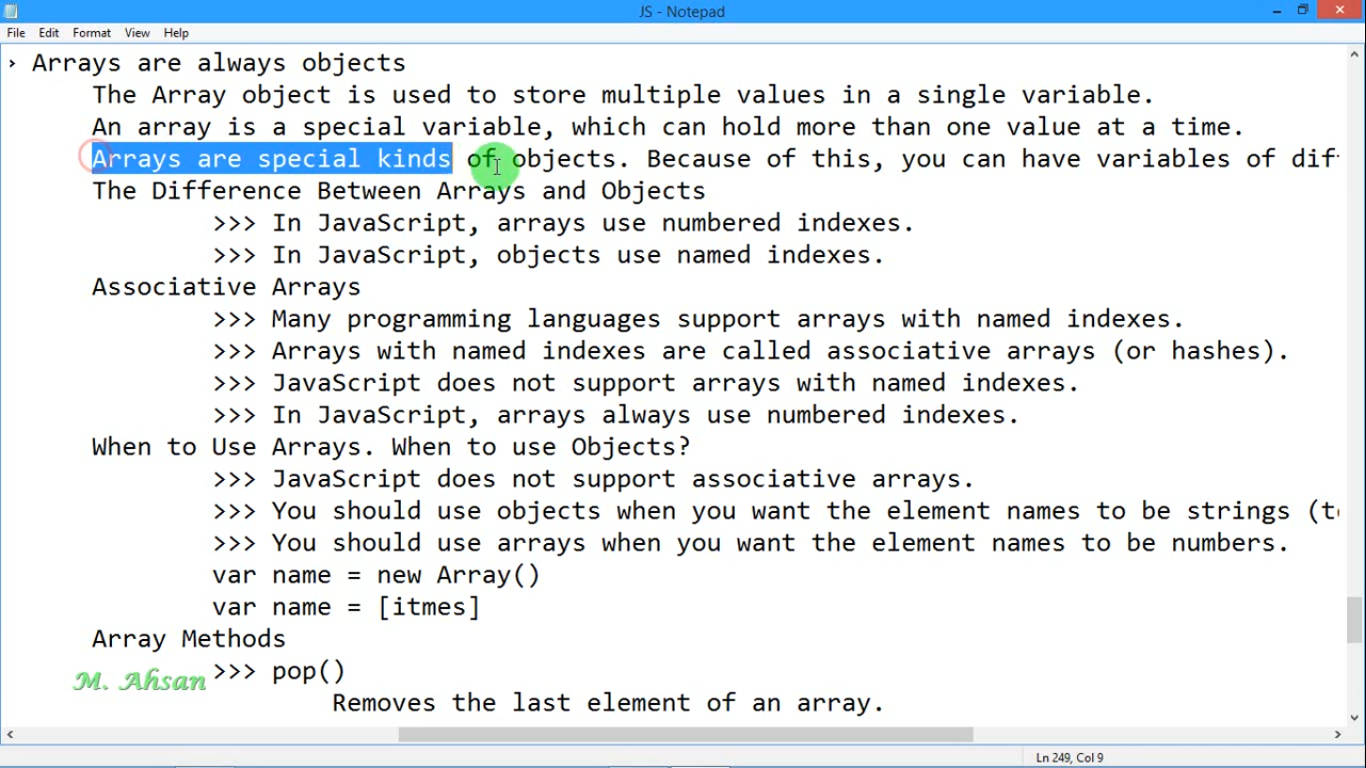 JS - Notepad
File Edit Format View Help
› Arrays are always objects
The Array object is used to store multiple values in a single variable.
An array is a special variable, which can hold more than one value at a time.
Arrays are special kinds of objects. Because of this, you can have variables of
The Difference Between Arrays and Objects
>>> In JavaScript, arrays use numbered indexes.
>>> In JavaScript, objects use named indexes.
Associative Arrays
>>> Many programming languages support arrays with named indexes.
>>> Arrays with named indexes are called associative arrays (or hashes).
>>> JavaScript does not support arrays with named indexes.
>>> In JavaScript, arrays always use numbered indexes.
When to Use Arrays. When to use Objects?
>>> JavaScript does not support associative arrays.
>>> You should use objects when you want the element names to be strings
>>> You should use arrays when you want the element names to be numbers.
var name = new Array()
var name = [itmes]
Array Methods
>>> pop()
M. Ahsan
Removes the last element of an array.
Ln 249, Col 9